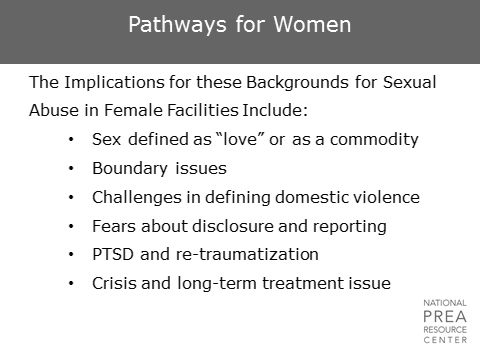 Pathways for Women
The Implications for these Backgrounds for Sexual
Abuse in Female Facilities Include:
• Sex defined as “love” or as a commodity
• Boundary issues
• Challenges in defining domestic violence
• Fears about disclosure and reporting
• PTSD and re-traumatization
• Crisis and long-term treatment issue
NATIONAL
PREA
RESOURCE
CENTER